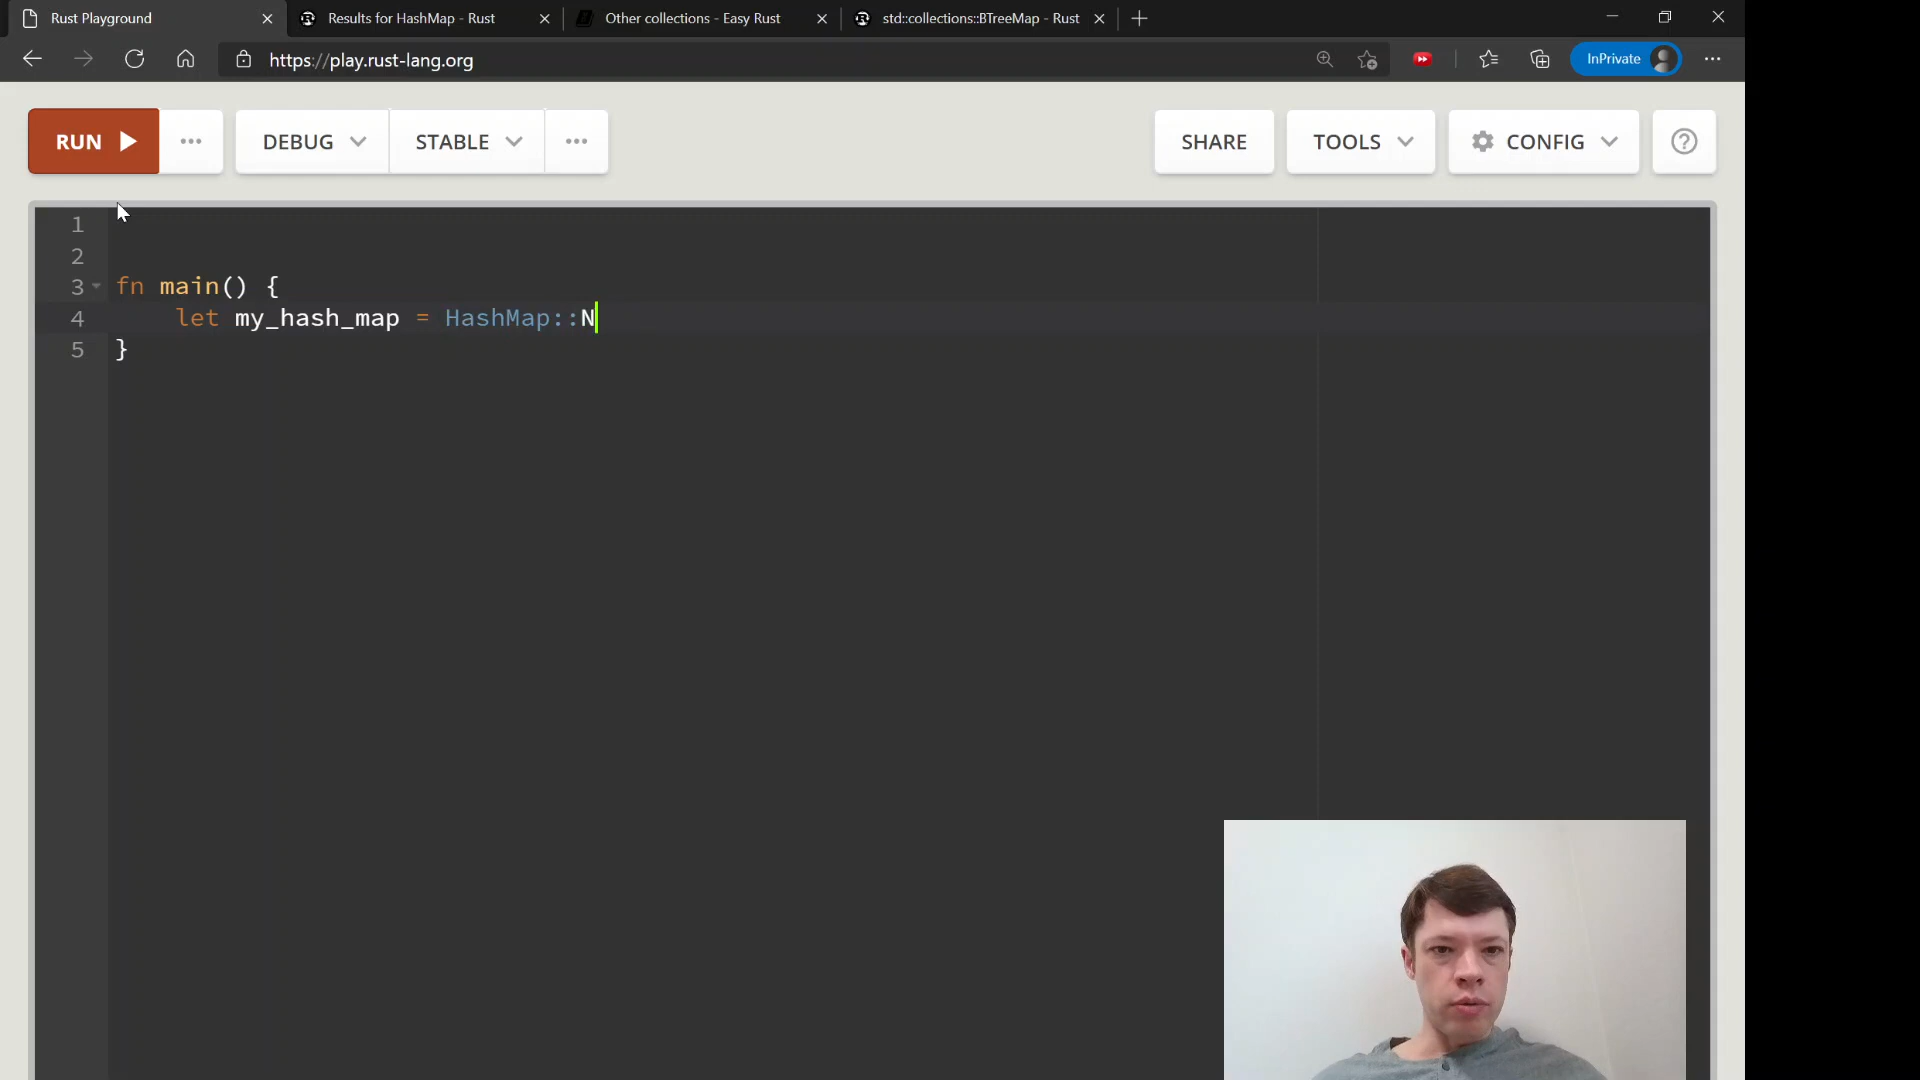 Rust Playground
Results for HashMap - Rust
Other collections - Easy Rust
std::collections::BTreeMap - Rust
https://play.rust-lang.org
InPrivate
RUN
DEBUG
STABLE
SHARE
TOOLS
CONFIG
1
2
3 fn main() {
4 let my_hash_map = HashMap::N
5 }